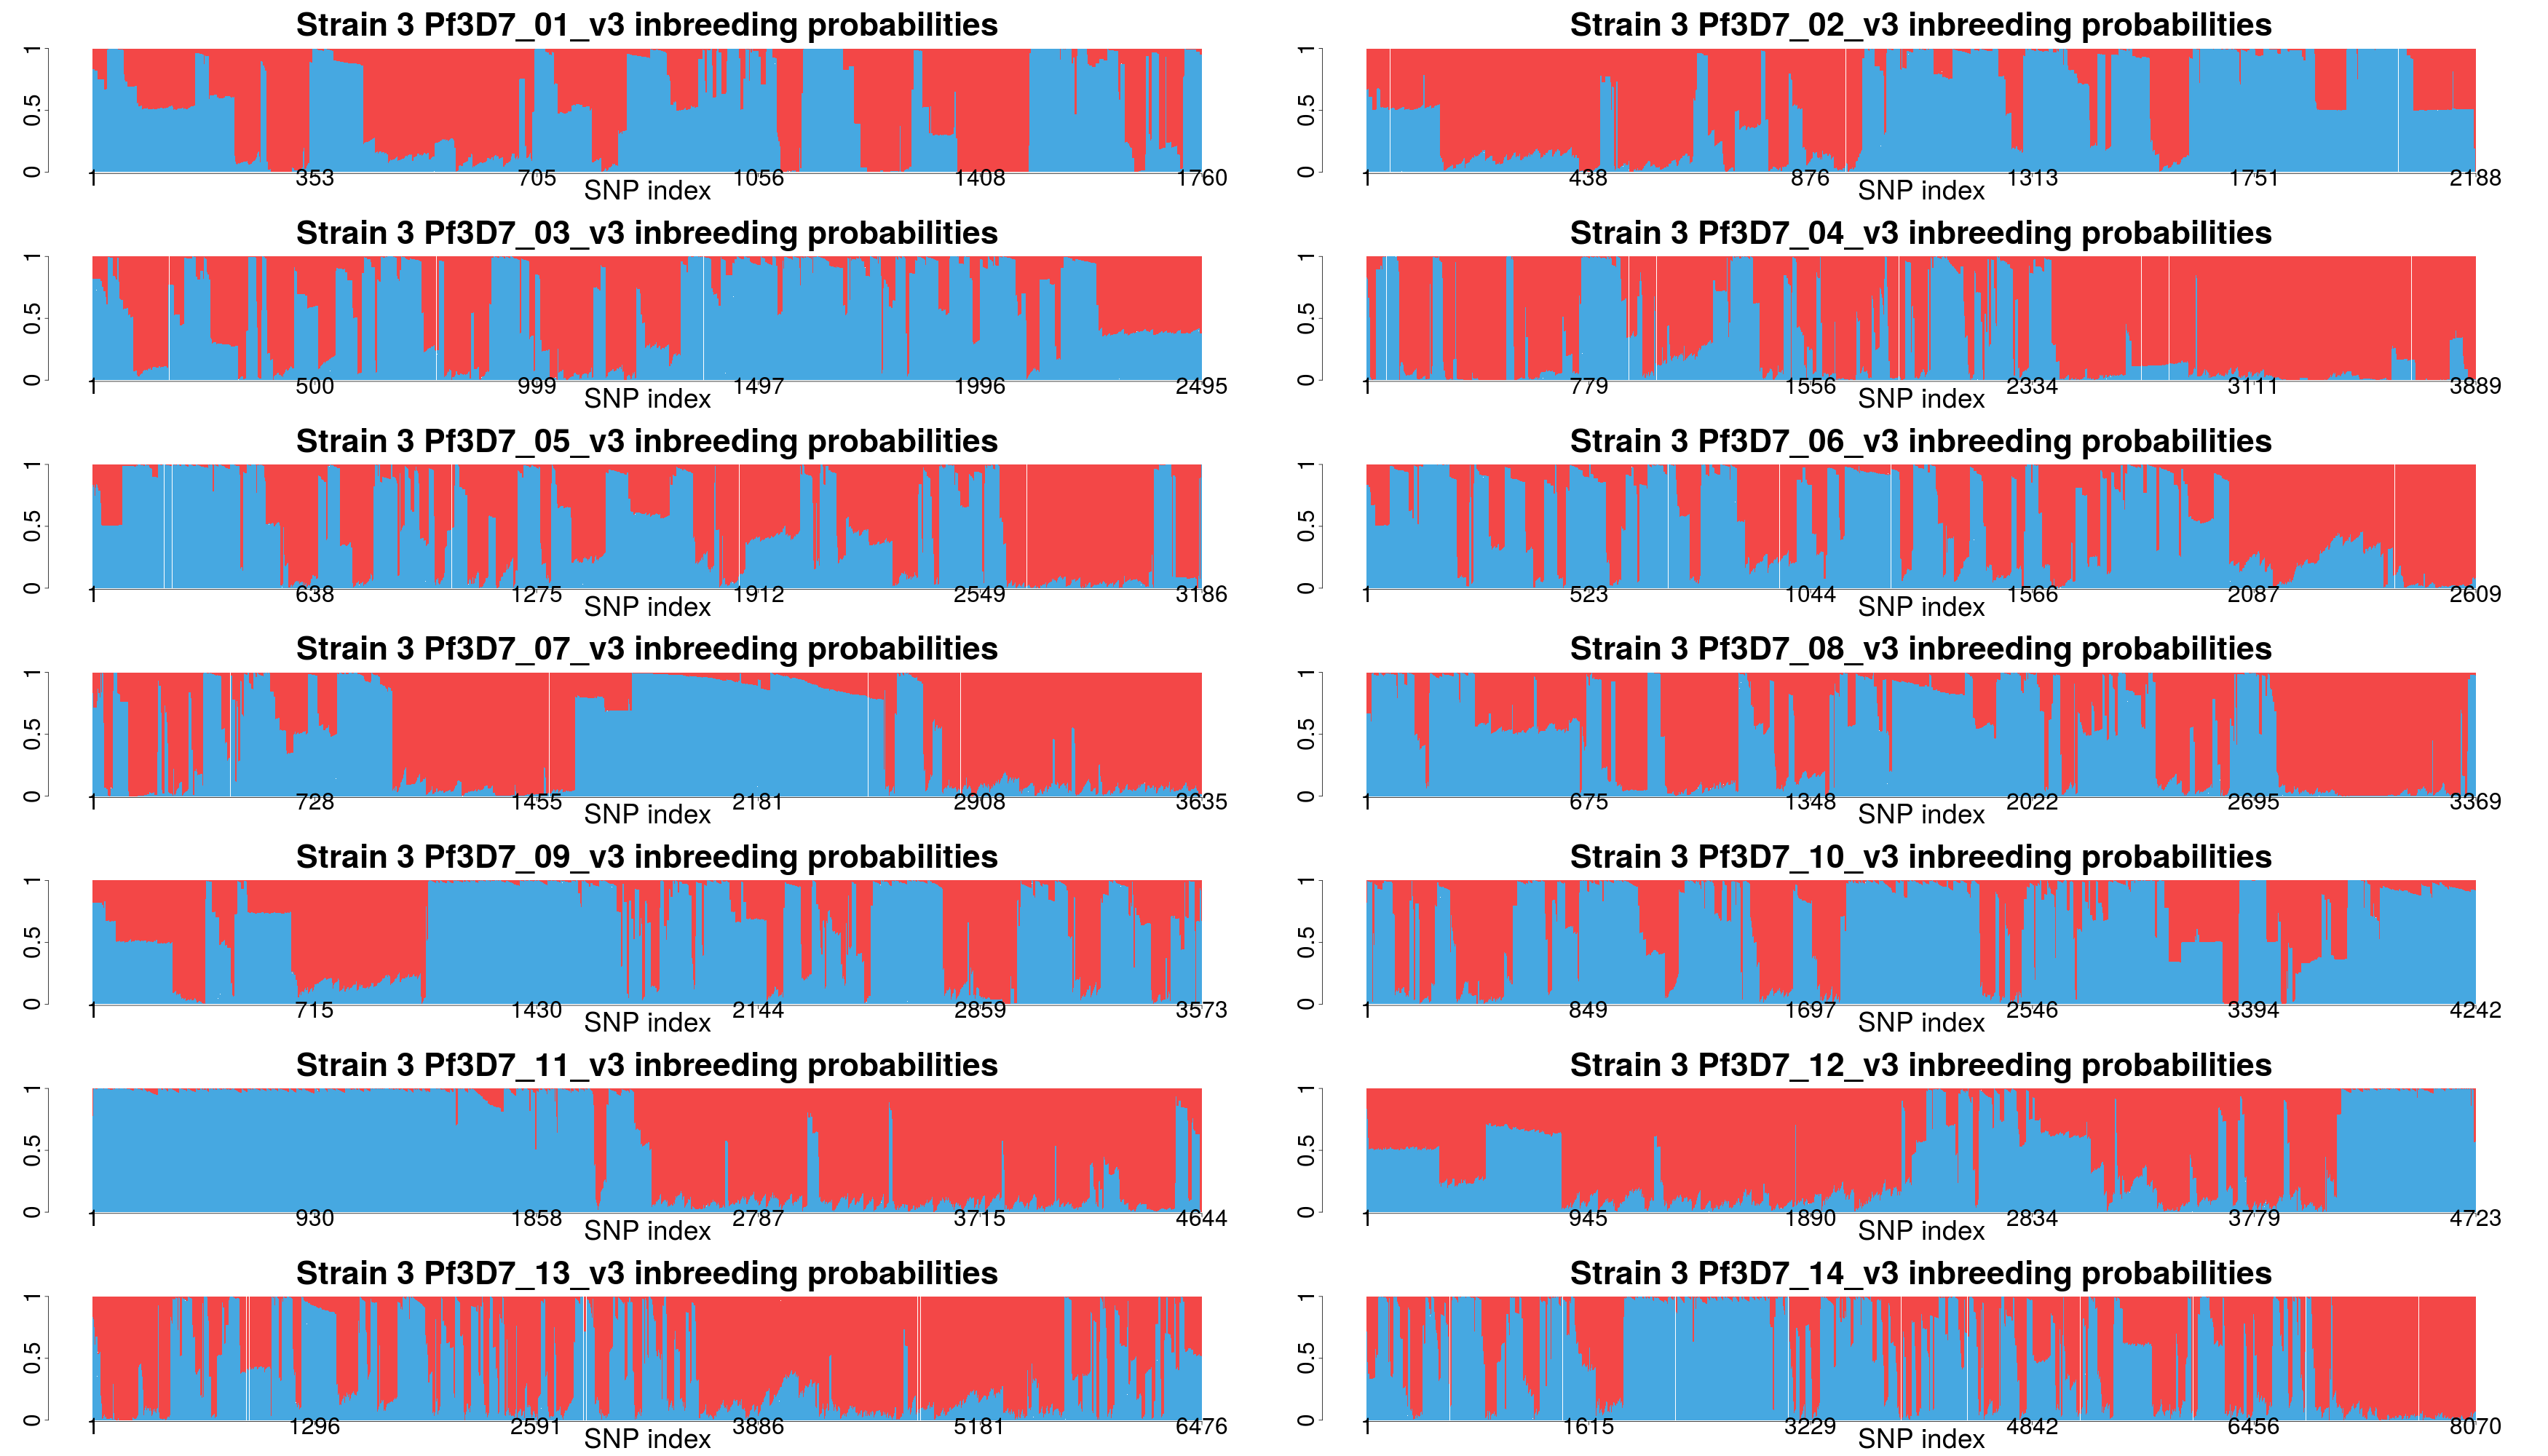 Strain 3 Pf3D7_01_v3 inbreeding probabilities
0 0.5 1
1 353 705 1056 1408 1760
SNP index
Strain 3 Pf3D7_02_v3 inbreeding probabilities
0 0.5 1
1 438 876 1313 1751 2188
SNP index
Strain 3 Pf3D7_03_v3 inbreeding probabilities
0 0.5 1
1 500 999 1497 1996 2495
SNP index
Strain 3 Pf3D7_04_v3 inbreeding probabilities
0 0.5 1
1 779 1556 2334 3111 3889
SNP index
Strain 3 Pf3D7_05_v3 inbreeding probabilities
0 0.5 1
1 638 1275 1912 2549 3186
SNP index
Strain 3 Pf3D7_06_v3 inbreeding probabilities
0 0.5 1
1 523 1044 1566 2087 2609
SNP index
Strain 3 Pf3D7_07_v3 inbreeding probabilities
0 0.5 1
1 728 1455 2181 2908 3635
SNP index
Strain 3 Pf3D7_08_v3 inbreeding probabilities
0 0.5 1
1 675 1348 2022 2695 3369
SNP index
Strain 3 Pf3D7_09_v3 inbreeding probabilities
0 0.5 1
1 715 1430 2144 2859 3573
SNP index
Strain 3 Pf3D7_10_v3 inbreeding probabilities
0 0.5 1
1 849 1697 2546 3394 4242
SNP index
Strain 3 Pf3D7_11_v3 inbreeding probabilities
0 0.5 1
1 930 1858 2787 3715 4644
SNP index
Strain 3 Pf3D7_12_v3 inbreeding probabilities
0 0.5 1
1 945 1890 2834 3779 4723
SNP index
Strain 3 Pf3D7_13_v3 inbreeding probabilities
0 0.5 1
1 1296 2591 3886 5181 6476
SNP index
Strain 3 Pf3D7_14_v3 inbreeding probabilities
0 0.5 1
1 1615 3229 4842 6456 8070
SNP index